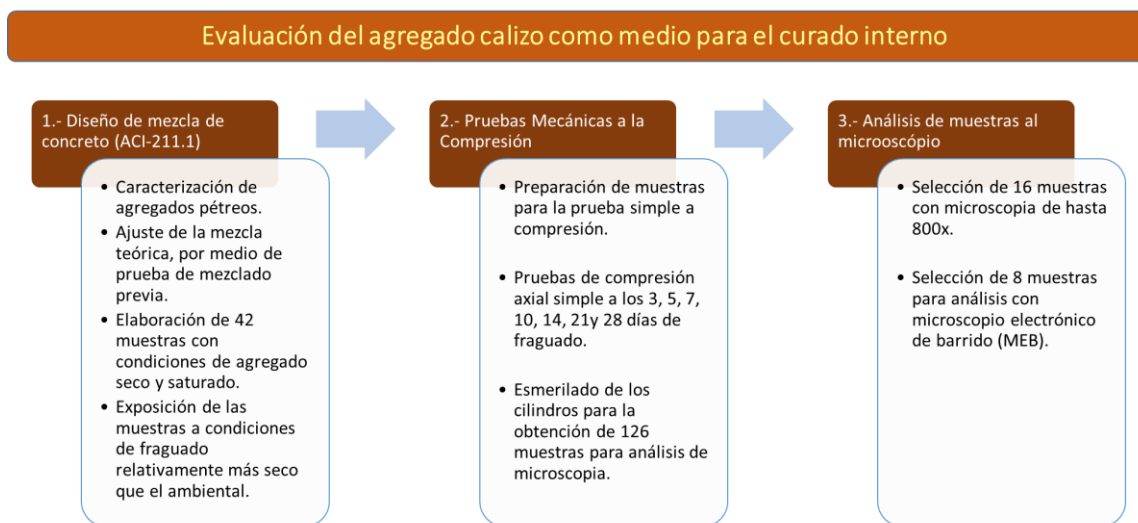 Evaluación del agregado calizo como medio para el curado interno
1.- Diseño de mezcla de
concreto (ACI-211.1)
• Caracterización de
agregados pétreos.
• Ajuste de la mezcla
teórica, por medio de
prueba de mezclado
previa.
• Elaboración de 42
muestras con
condiciones de agregado
seco y saturado.
• Exposición de las
muestras a condiciones
de fraguado
relativamente más seco
que el ambiental.
2.- Pruebas Mecánicas a la
Compresión
• Preparación de muestras
para la prueba simple a
compresión.
• Pruebas de compresión
axial simple a los 3, 5, 7,
10, 14, 21y 28 días de
fraguado.
• Esmerilado de los
cilindros para la
obtención de 126
muestras para análisis de
microscopia.
3.- Análisis de muestras al
microoscópio
• Selección de 16 muestras
con microscopia de hasta
800x.
• Selección de 8 muestras
para análisis con
microscopio electrónico
de barrido (MEB).